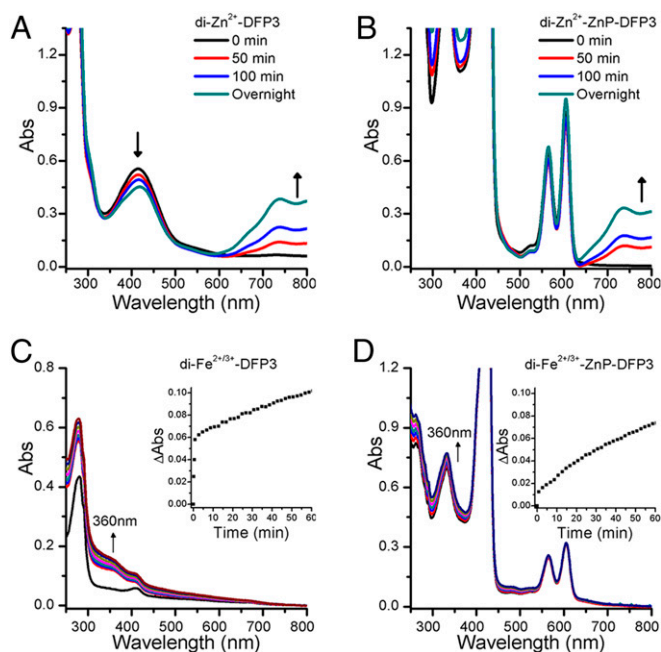 A
di-Zn²⁺-DFP3
0 min
50 min
100 min
Overnight
Abs
1.2
0.9
0.6
0.3
0.0
300 400 500 600 700 800
Wavelength (nm)
B
di-Zn²⁺-ZnP-DFP3
0 min
50 min
100 min
Overnight
Abs
1.2
0.9
0.6
0.3
0.0
300 400 500 600 700 800
Wavelength (nm)
C
di-Fe²⁺/³⁺-DFP3
Abs
0.8
0.6
0.4
0.2
0.0
360nm
ΔAbs
0.10
0.08
0.06
0.04
0.02
0.00
0 10 20 30 40 50 60
Time (min)
300 400 500 600 700 800
Wavelength (nm)
D
di-Fe²⁺/³⁺-ZnP-DFP3
Abs
1.2
0.9
0.6
0.3
0.0
360nm
ΔAbs
0.10
0.08
0.06
0.04
0.02
0.00
0 10 20 30 40 50 60
Time (min)
300 400 500 600 700 800
Wavelength (nm)